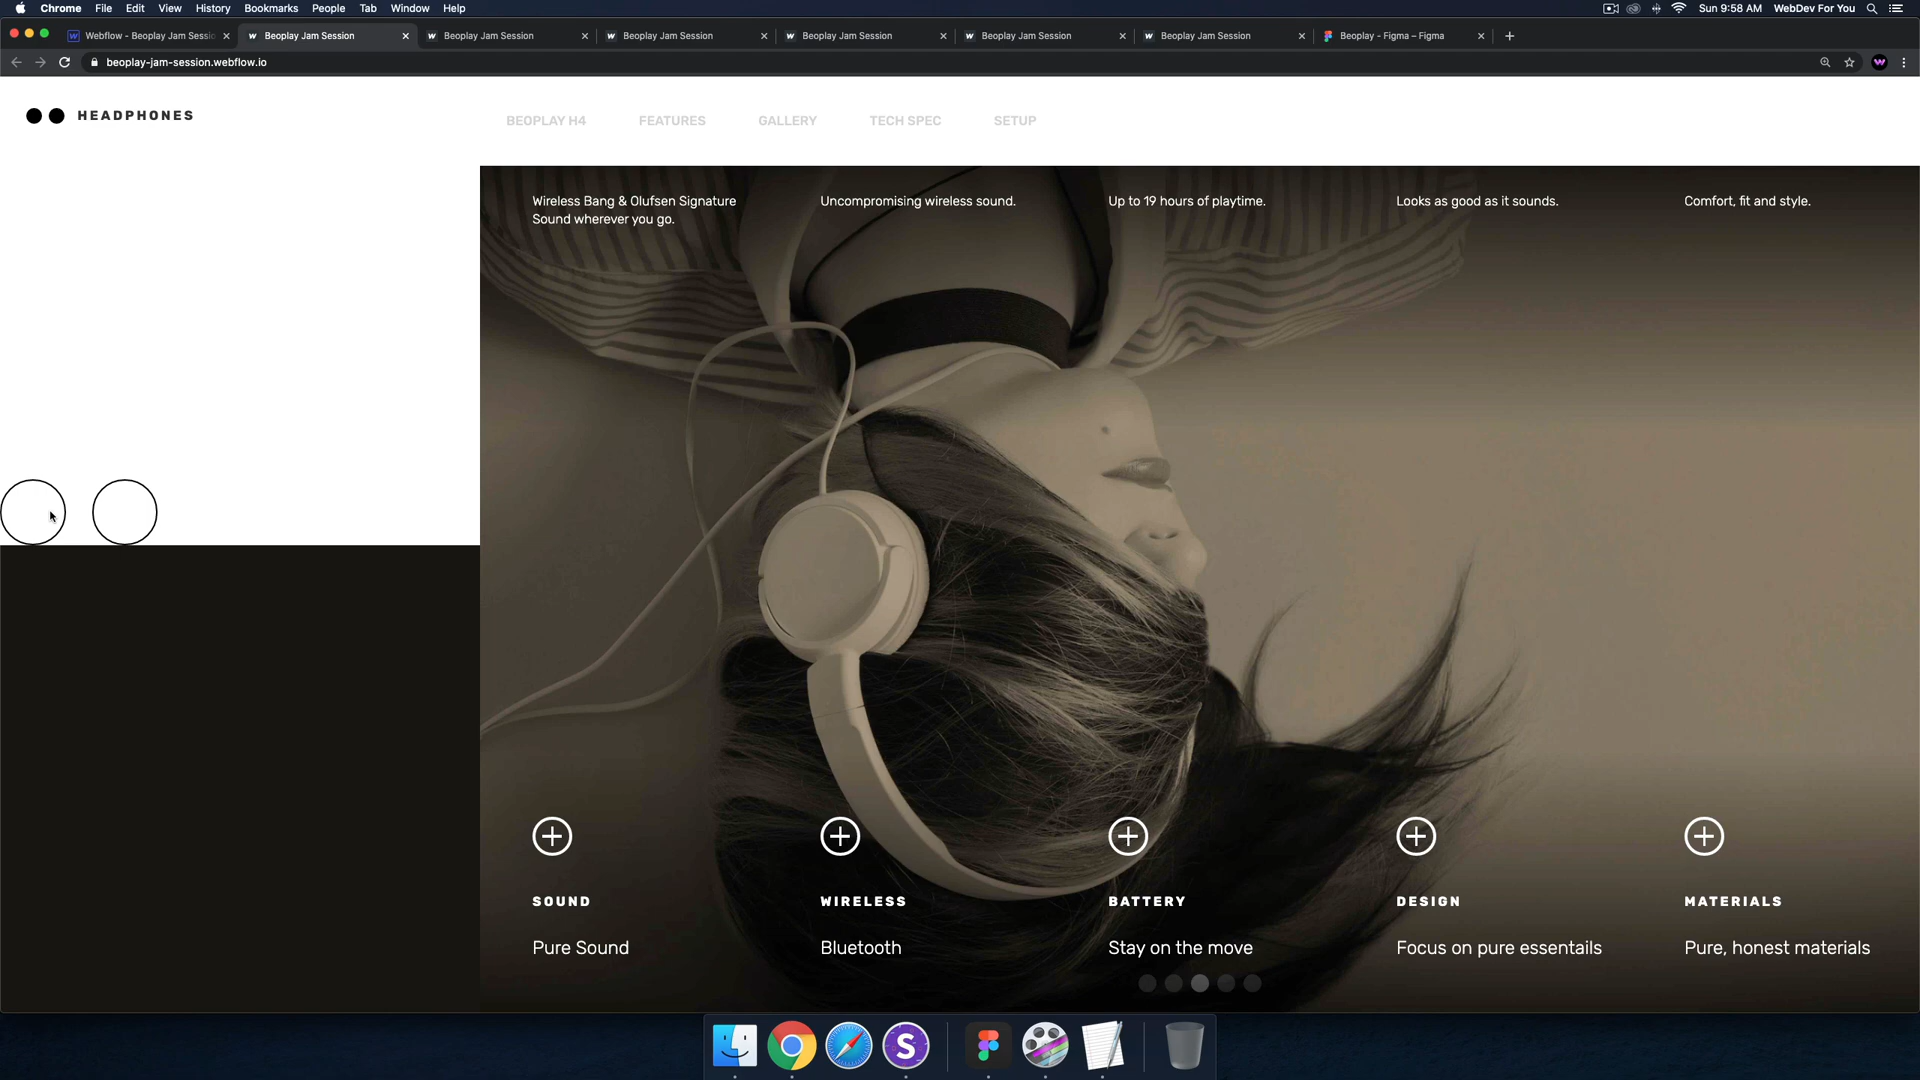 Chrome File Edit View History Bookmarks People Tab Window Help
Sun 9:58 AM WebDev For You
Webflow - Beoplay Jam Sessi
Beoplay Jam Session
Beoplay Jam Session
Beoplay Jam Session
Beoplay Jam Session
Beoplay Jam Session
Beoplay Jam Session
Beoplay - Figma – Figma
beoplay-jam-session.webflow.io
HEADPHONES
BEOPLAY H4 FEATURES GALLERY TECH SPEC SETUP
Wireless Bang & Olufsen Signature
Sound wherever you go.
Uncompromising wireless sound.
Up to 19 hours of playtime.
Looks as good as it sounds.
Comfort, fit and style.
SOUND
Pure Sound
WIRELESS
Bluetooth
BATTERY
Stay on the move
DESIGN
Focus on pure essentails
MATERIALS
Pure, honest materials